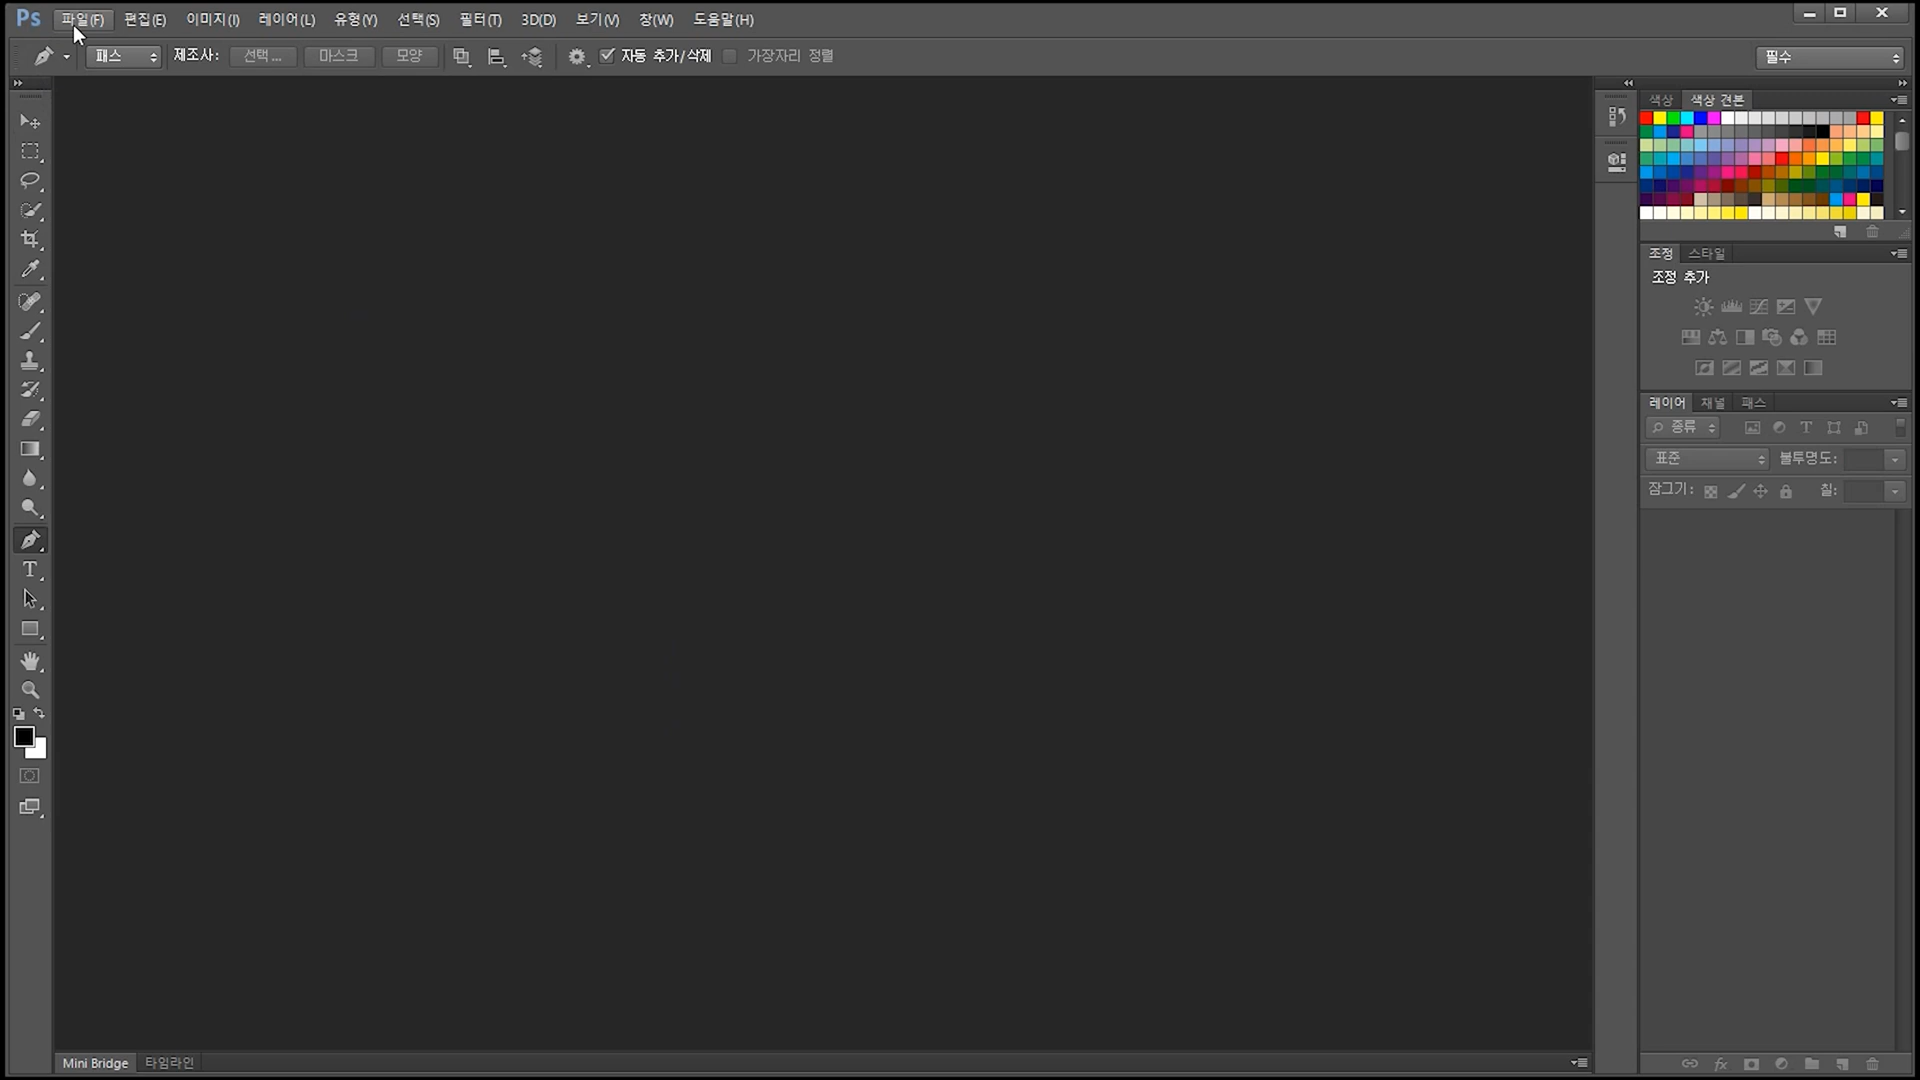 Ps 파일(F) 편집(E) 이미지(I) 레이어(L) 유형(Y) 선택(S) 필터(T) 3D(D) 보기(V) 창(W) 도움말(H)
패스 제조사: 선택... 마스크 모양 자동 추가/삭제 가장자리 정렬 필수
색상 색상 견본
조정 스타일
조정 추가
레이어 채널 패스
종류
표준 불투명도:
잠그기: 칠:
Mini Bridge 타임라인